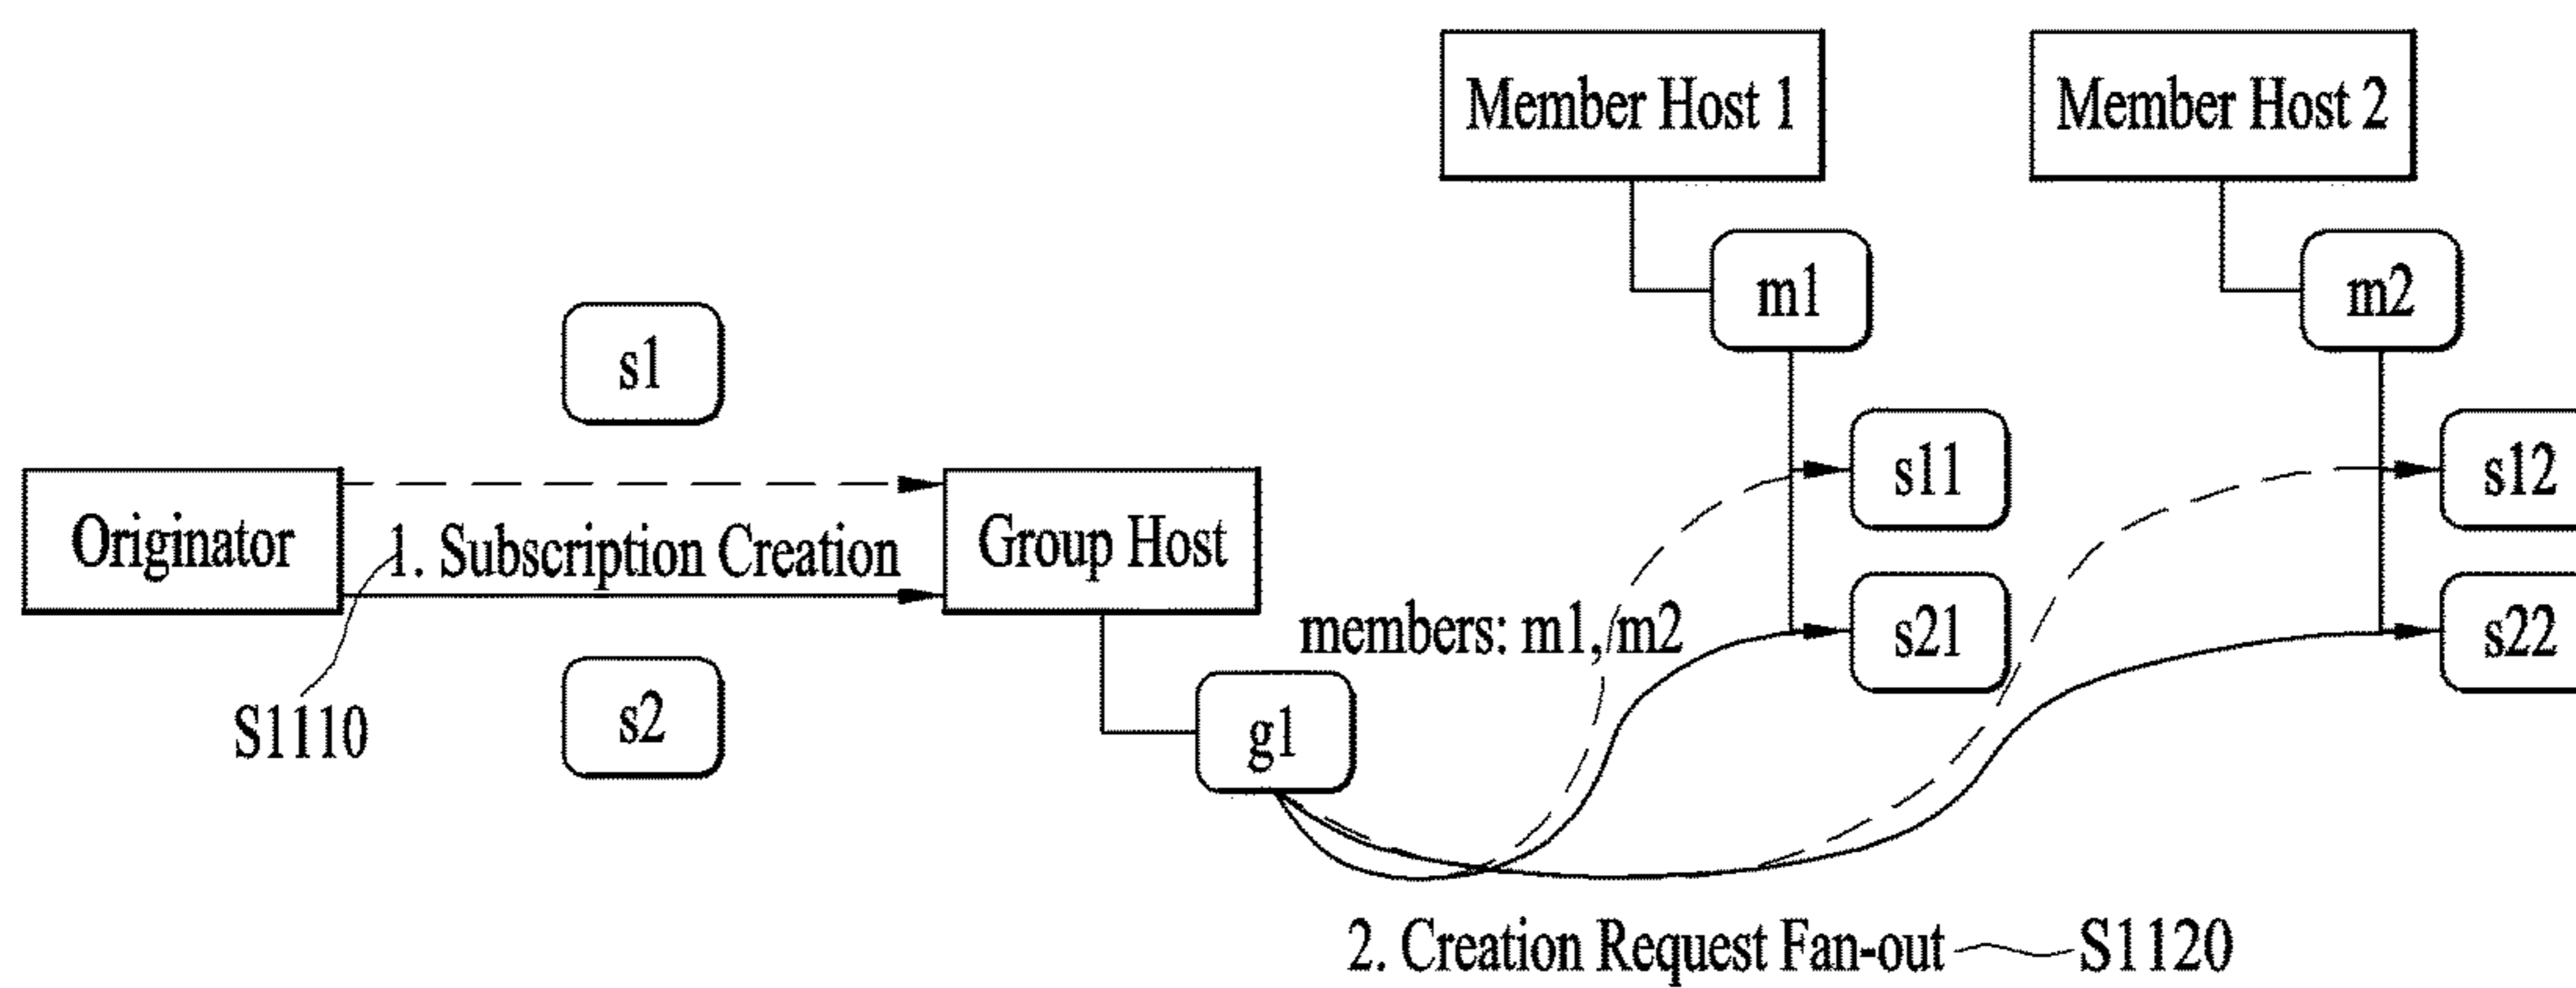 Member Host 1
Member Host 2
m1
m2
s1
s11
s12
Originator
1. Subscription Creation
Group Host
members: m1, m2
s21
s22
S1110
s2
g1
2. Creation Request Fan-out
S1120